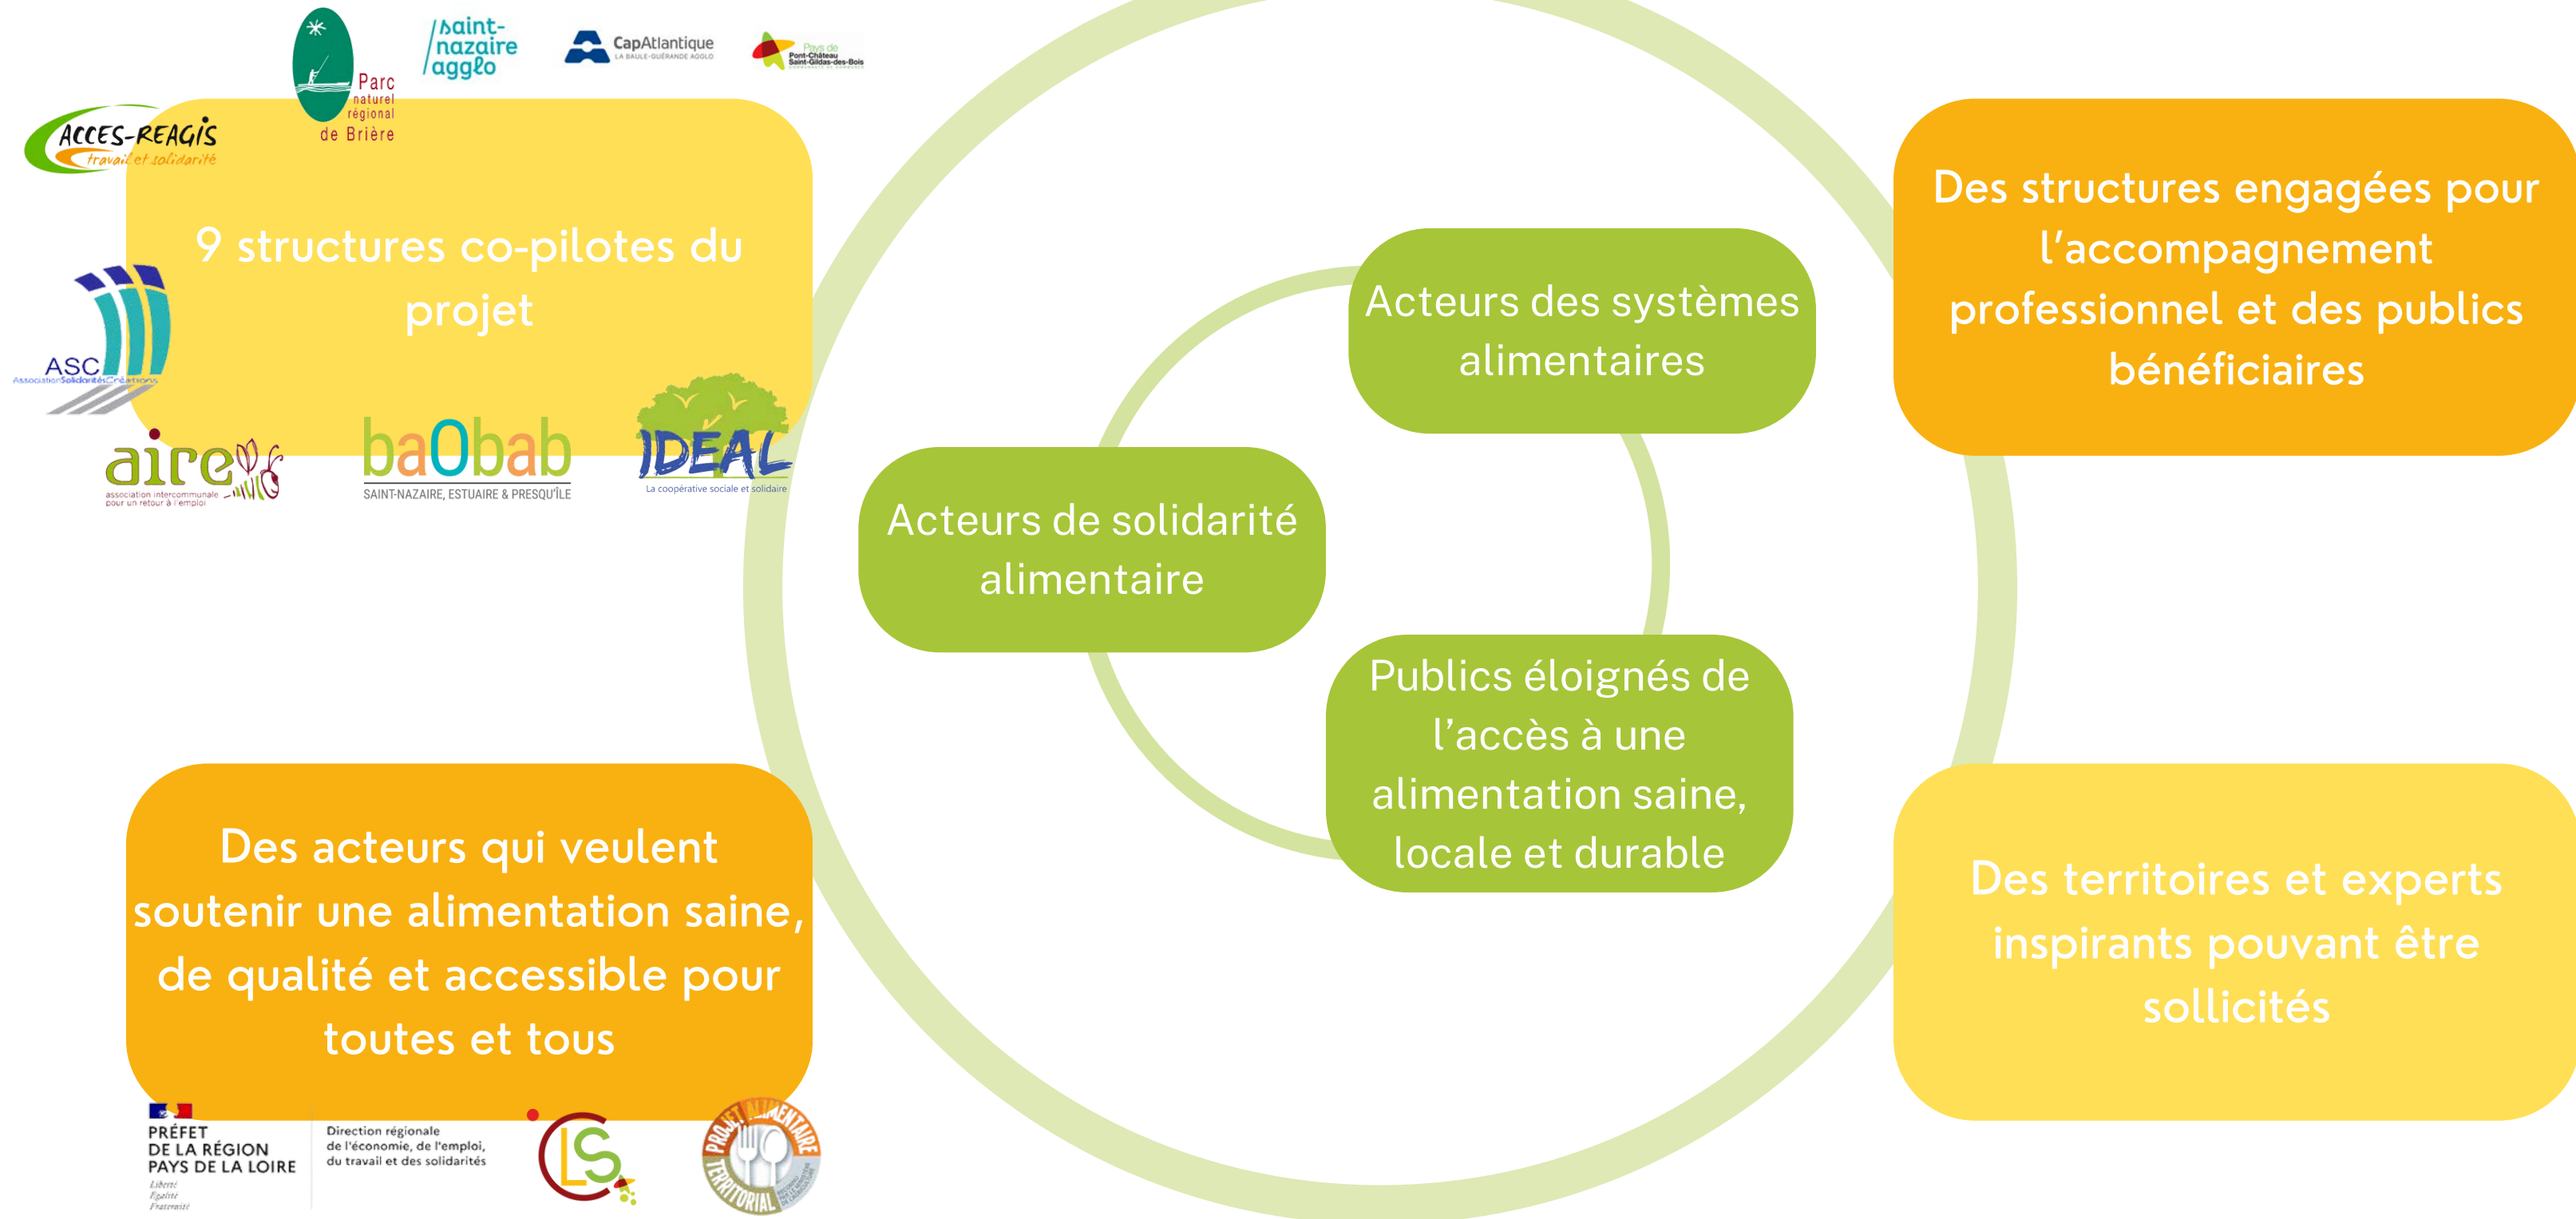 Parc
naturel
régional
de Brière
saint-
nazaire
agglo
CapAtlantique
LA BAULE-GUÉRANDE AGGLO
Pays de
Pont-Château
Saint-Gildas-des-Bois
ACCES-REAGIS
travail et solidarité
9 structures co-pilotes du
projet
ASC
AssociationSolidaritésCréations
aire
association intercommunale
pour un retour à l'emploi
baObab
SAINT-NAZAIRE, ESTUAIRE & PRESQU'ÎLE
IDEAL
La coopérative sociale et solidaire
Acteurs des systèmes
alimentaires
Acteurs de solidarité
alimentaire
Publics éloignés de
l’accès à une
alimentation saine,
locale et durable
Des structures engagées pour
l’accompagnement
professionnel et des publics
bénéficiaires
Des acteurs qui veulent
soutenir une alimentation saine,
de qualité et accessible pour
toutes et tous
Des territoires et experts
inspirants pouvant être
sollicités
PRÉFET
DE LA RÉGION
PAYS DE LA LOIRE
Liberté
Égalité
Fraternité
Direction régionale
de l'économie, de l'emploi,
du travail et des solidarités
CLS
PROJET ALIMENTAIRE
TERRITORIAL